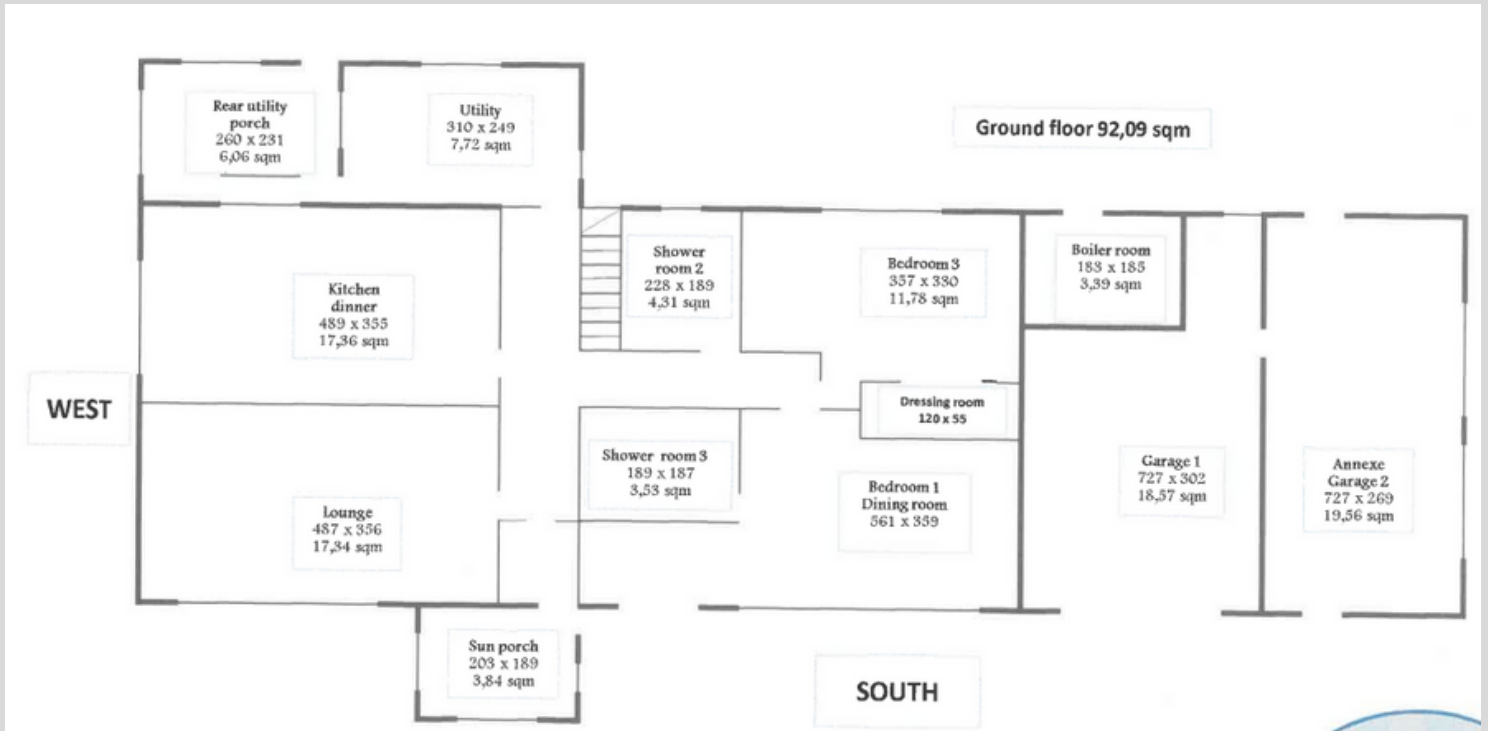 Rear utility
porch
260 x 231
6,06 sqm
Utility
310 x 249
7,72 sqm
Ground floor 92,09 sqm
Kitchen
dinner
489 x 355
17,36 sqm
Shower
room 2
228 x 189
4,31 sqm
Bedroom 3
357 x 330
11,78 sqm
Boiler room
183 x 185
3,39 sqm
WEST
Dressing room
120 x 55
Shower room 3
189 x 187
3,53 sqm
Lounge
487 x 356
17,34 sqm
Bedroom 1
Dining room
561 x 359
Garage 1
727 x 302
18,57 sqm
Annexe
Garage 2
727 x 269
19,56 sqm
Sun porch
203 x 189
3,84 sqm
SOUTH